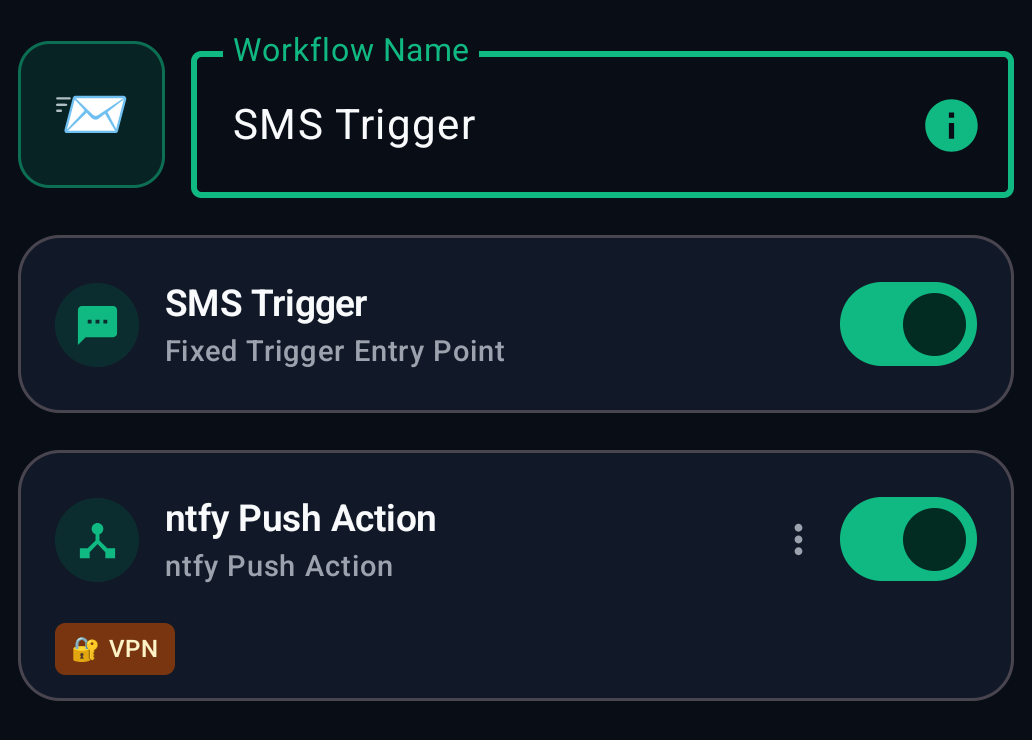 Workflow Name
SMS Trigger
SMS Trigger
Fixed Trigger Entry Point
ntfy Push Action
ntfy Push Action
VPN